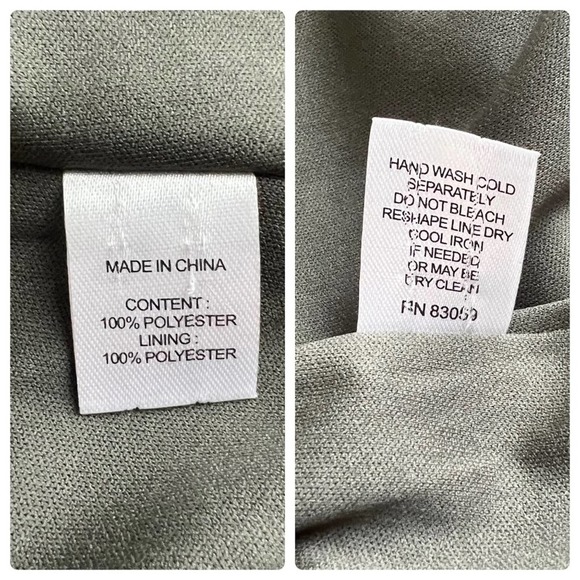 MADE IN CHINA
CONTENT :
100% POLYESTER
LINING :
100% POLYESTER
HAND WASH COLD
SEPARATELY
DO NOT BLEACH
RESHAPE LINE DRY
COOL IRON
IF NEEDED
OR MAY BE
DRY CLEAN
RN 83059